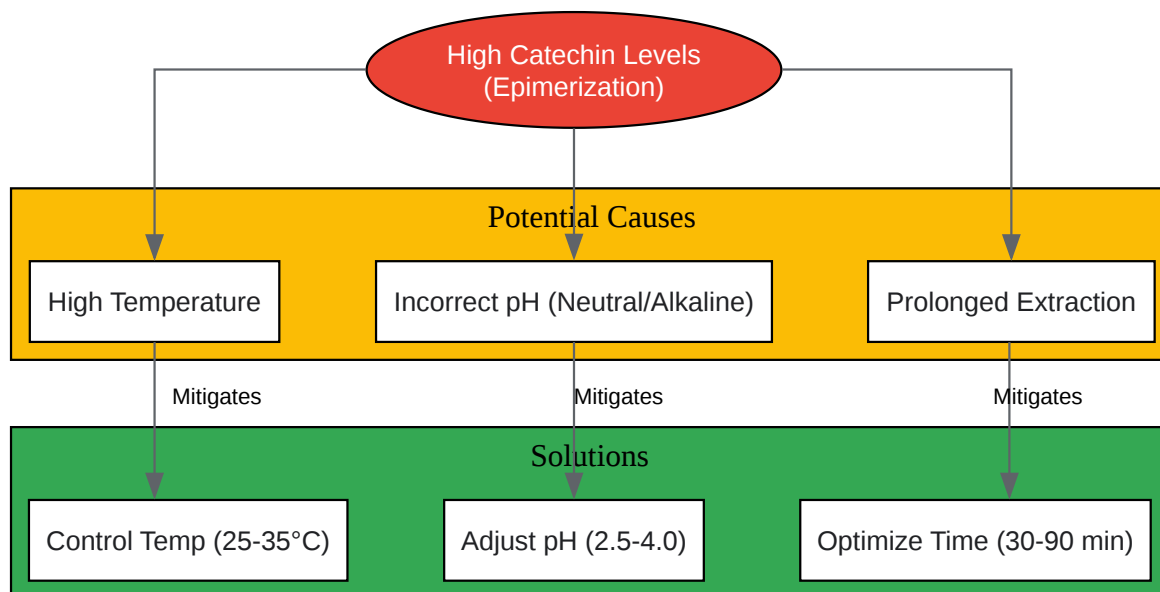 High Catechin Levels
(Epimerization)
Potential Causes
High Temperature
Incorrect pH (Neutral/Alkaline)
Prolonged Extraction
Mitigates
Mitigates
Mitigates
Solutions
Control Temp (25-35°C)
Adjust pH (2.5-4.0)
Optimize Time (30-90 min)